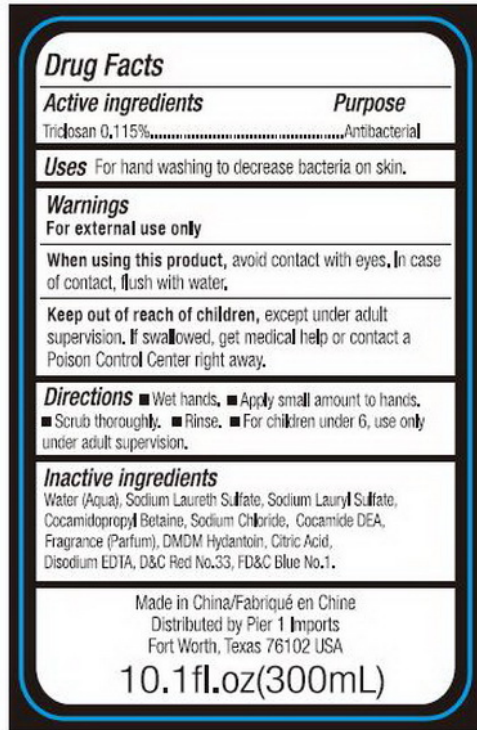 Drug Facts
Active ingredients Purpose
Triclosan 0.115%...........................................Antibacterial
Uses For hand washing to decrease bacteria on skin.
Warnings
For external use only
When using this product, avoid contact with eyes. In case
of contact, flush with water.
Keep out of reach of children, except under adult
supervision. If swallowed, get medical help or contact a
Poison Control Center right away.
Directions ■ Wet hands. ■ Apply small amount to hands.
■ Scrub thoroughly. ■ Rinse. ■ For children under 6, use only
under adult supervision.
Inactive ingredients
Water (Aqua), Sodium Laureth Sulfate, Sodium Lauryl Sulfate,
Cocamidopropyl Betaine, Sodium Chloride, Cocamide DEA,
Fragrance (Parfum), DMDM Hydantoin, Citric Acid,
Disodium EDTA, D&C Red No.33, FD&C Blue No.1.
Made in China/Fabriqué en Chine
Distributed by Pier 1 Imports
Fort Worth, Texas 76102 USA
10.1fl.oz(300mL)